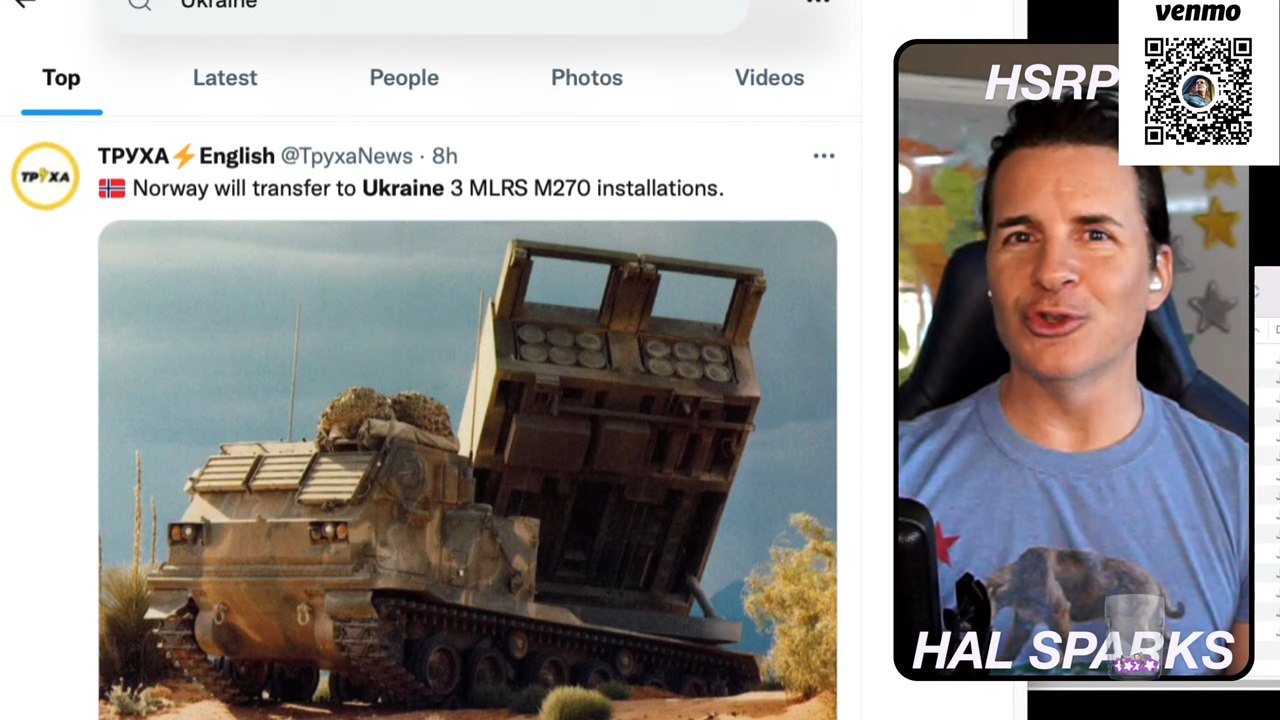 Ukraine
Top
Latest
People
Photos
Videos
ТРУХА⚡English @TpyxaNews · 8h
🇳🇴 Norway will transfer to Ukraine 3 MLRS M270 installations.
ТРУХА
venmo
HSRP
HAL SPARKS